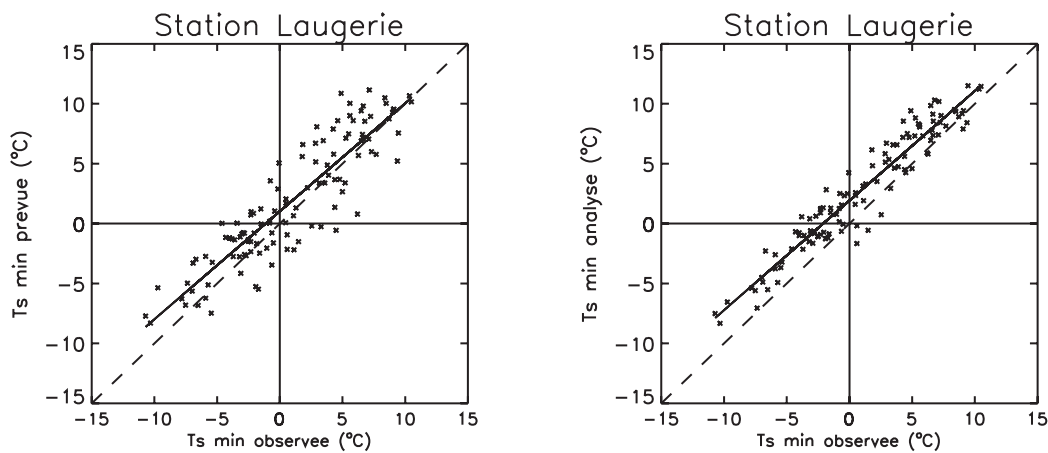 Station Laugerie
15
10
5
0
−5
−10
−15
Ts min prevue (°C)
−15 −10 −5 0 5 10 15
Ts min observee (°C)
Station Laugerie
15
10
5
0
−5
−10
−15
Ts min analyse (°C)
−15 −10 −5 0 5 10 15
Ts min observee (°C)